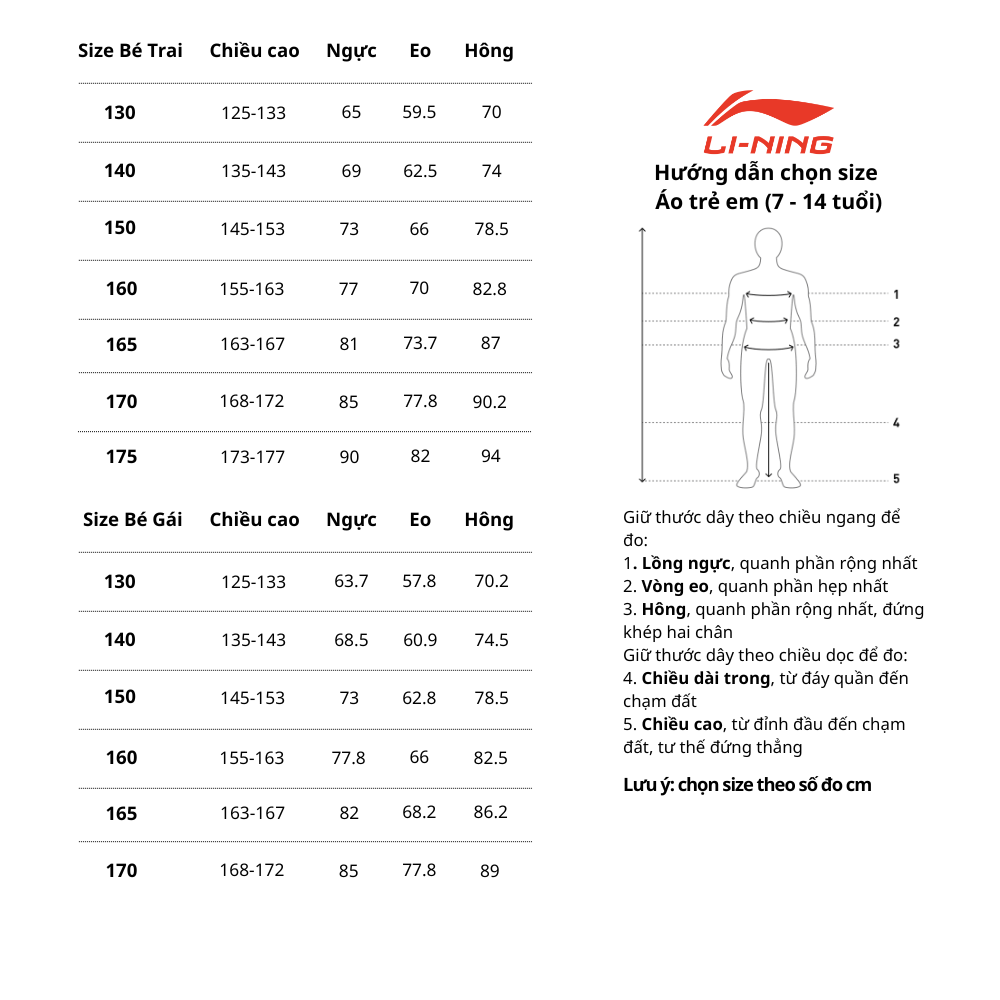 Size Bé Trai Chiều cao Ngực Eo Hông
130 125-133 65 59.5 70
140 135-143 69 62.5 74
150 145-153 73 66 78.5
160 155-163 77 70 82.8
165 163-167 81 73.7 87
170 168-172 85 77.8 90.2
175 173-177 90 82 94
Size Bé Gái Chiều cao Ngực Eo Hông
130 125-133 63.7 57.8 70.2
140 135-143 68.5 60.9 74.5
150 145-153 73 62.8 78.5
160 155-163 77.8 66 82.5
165 163-167 82 68.2 86.2
170 168-172 85 77.8 89
LI-NING
Hướng dẫn chọn size
Áo trẻ em (7 - 14 tuổi)
1
2
3
4
5
Giữ thước dây theo chiều ngang để
đo:
1. Lồng ngực, quanh phần rộng nhất
2. Vòng eo, quanh phần hẹp nhất
3. Hông, quanh phần rộng nhất, đứng
khép hai chân
Giữ thước dây theo chiều dọc để đo:
4. Chiều dài trong, từ đáy quần đến
chạm đất
5. Chiều cao, từ đỉnh đầu đến chạm
đất, tư thế đứng thẳng
Lưu ý: chọn size theo số đo cm